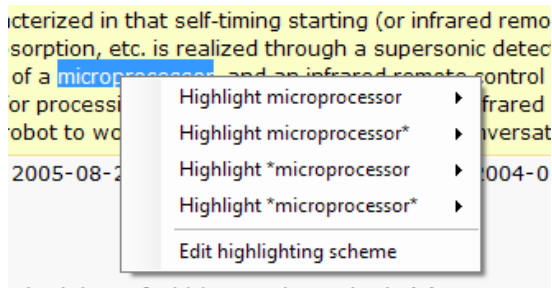 acterized in that self-timing starting (or infrared remo
sorption, etc. is realized through a supersonic detec
of a microprocessor, and an infrared remote control
or processi frared
robot to wo nversat
2005-08-2 2004-0
Highlight microprocessor
Highlight microprocessor*
Highlight *microprocessor
Highlight *microprocessor*
Edit highlighting scheme